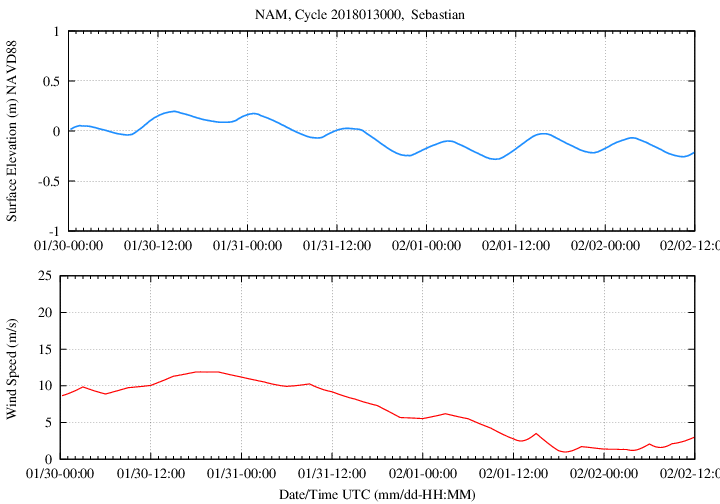 NAM, Cycle 2018013000,  Sebastian
Surface Elevation (m) NAVD88
1
0.5
0
-0.5
-1
01/30-00:00 01/30-12:00 01/31-00:00 01/31-12:00 02/01-00:00 02/01-12:00 02/02-00:00 02/02-12:00
Wind Speed (m/s)
25
20
15
10
5
0
01/30-00:00 01/30-12:00 01/31-00:00 01/31-12:00 02/01-00:00 02/01-12:00 02/02-00:00 02/02-12:00
Date/Time UTC (mm/dd-HH:MM)